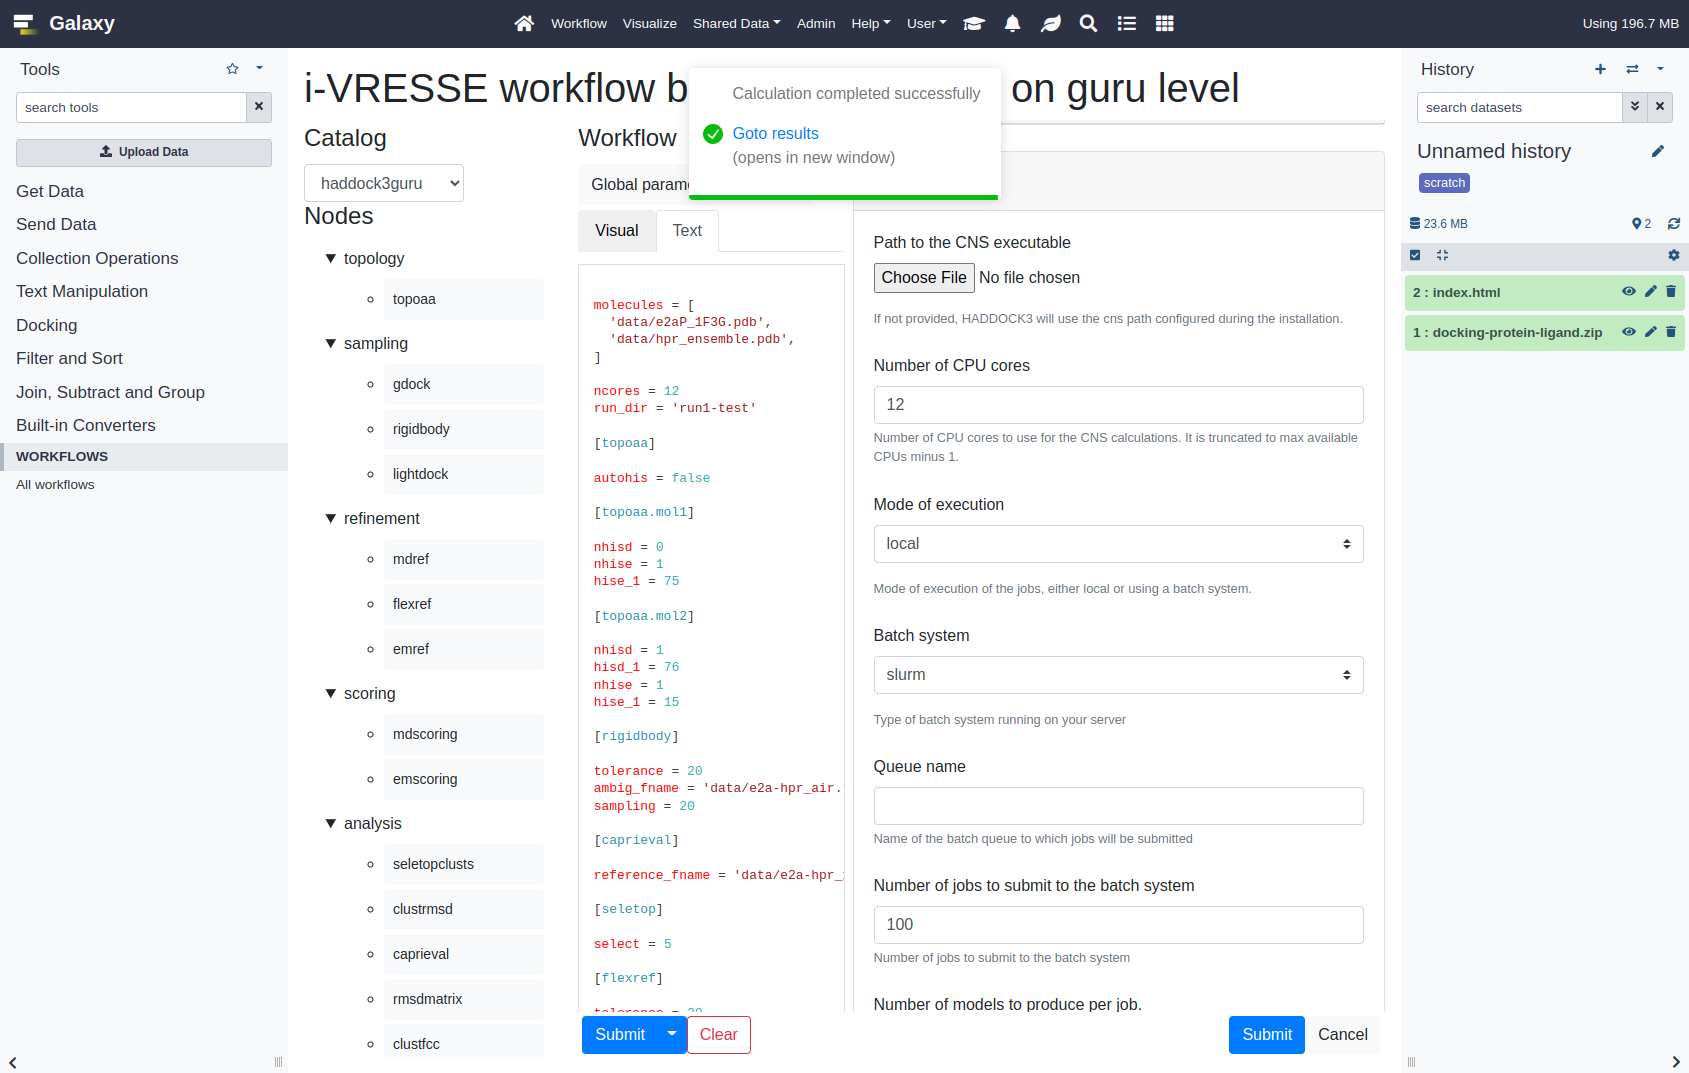 Galaxy
Workflow Visualize Shared Data Admin Help User
Using 196.7 MB
Tools
search tools
Upload Data
Get Data
Send Data
Collection Operations
Text Manipulation
Docking
Filter and Sort
Join, Subtract and Group
Built-in Converters
WORKFLOWS
All workflows
i-VRESSE workflow b
on guru level
Calculation completed successfully
Goto results
(opens in new window)
Catalog
haddock3guru
Nodes
topology
topoaa
sampling
gdock
rigidbody
lightdock
refinement
mdref
flexref
emref
scoring
mdscoring
emscoring
analysis
seletopclusts
clustrmsd
caprieval
rmsdmatrix
clustfcc
Workflow
Global parame
Visual
Text
molecules = [
'data/e2aP_1F3G.pdb',
'data/hpr_ensemble.pdb',
]
ncores = 12
run_dir = 'run1-test'
[topoaa]
autohis = false
[topoaa.mol1]
nhisd = 0
nhise = 1
hise_1 = 75
[topoaa.mol2]
nhisd = 1
hisd_1 = 76
nhise = 1
hise_1 = 15
[rigidbody]
tolerance = 20
ambig_fname = 'data/e2a-hpr_air.
sampling = 20
[caprieval]
reference_fname = 'data/e2a-hpr_
[seletop]
select = 5
[flexref]
tolerance = 20
Submit
Clear
Path to the CNS executable
Choose File No file chosen
If not provided, HADDOCK3 will use the cns path configured during the installation.
Number of CPU cores
12
Number of CPU cores to use for the CNS calculations. It is truncated to max available
CPUs minus 1.
Mode of execution
local
Mode of execution of the jobs, either local or using a batch system.
Batch system
slurm
Type of batch system running on your server
Queue name
Name of the batch queue to which jobs will be submitted
Number of jobs to submit to the batch system
100
Number of jobs to submit to the batch system
Number of models to produce per job.
Submit
Cancel
History
search datasets
Unnamed history
scratch
23.6 MB
2
2 : index.html
1 : docking-protein-ligand.zip